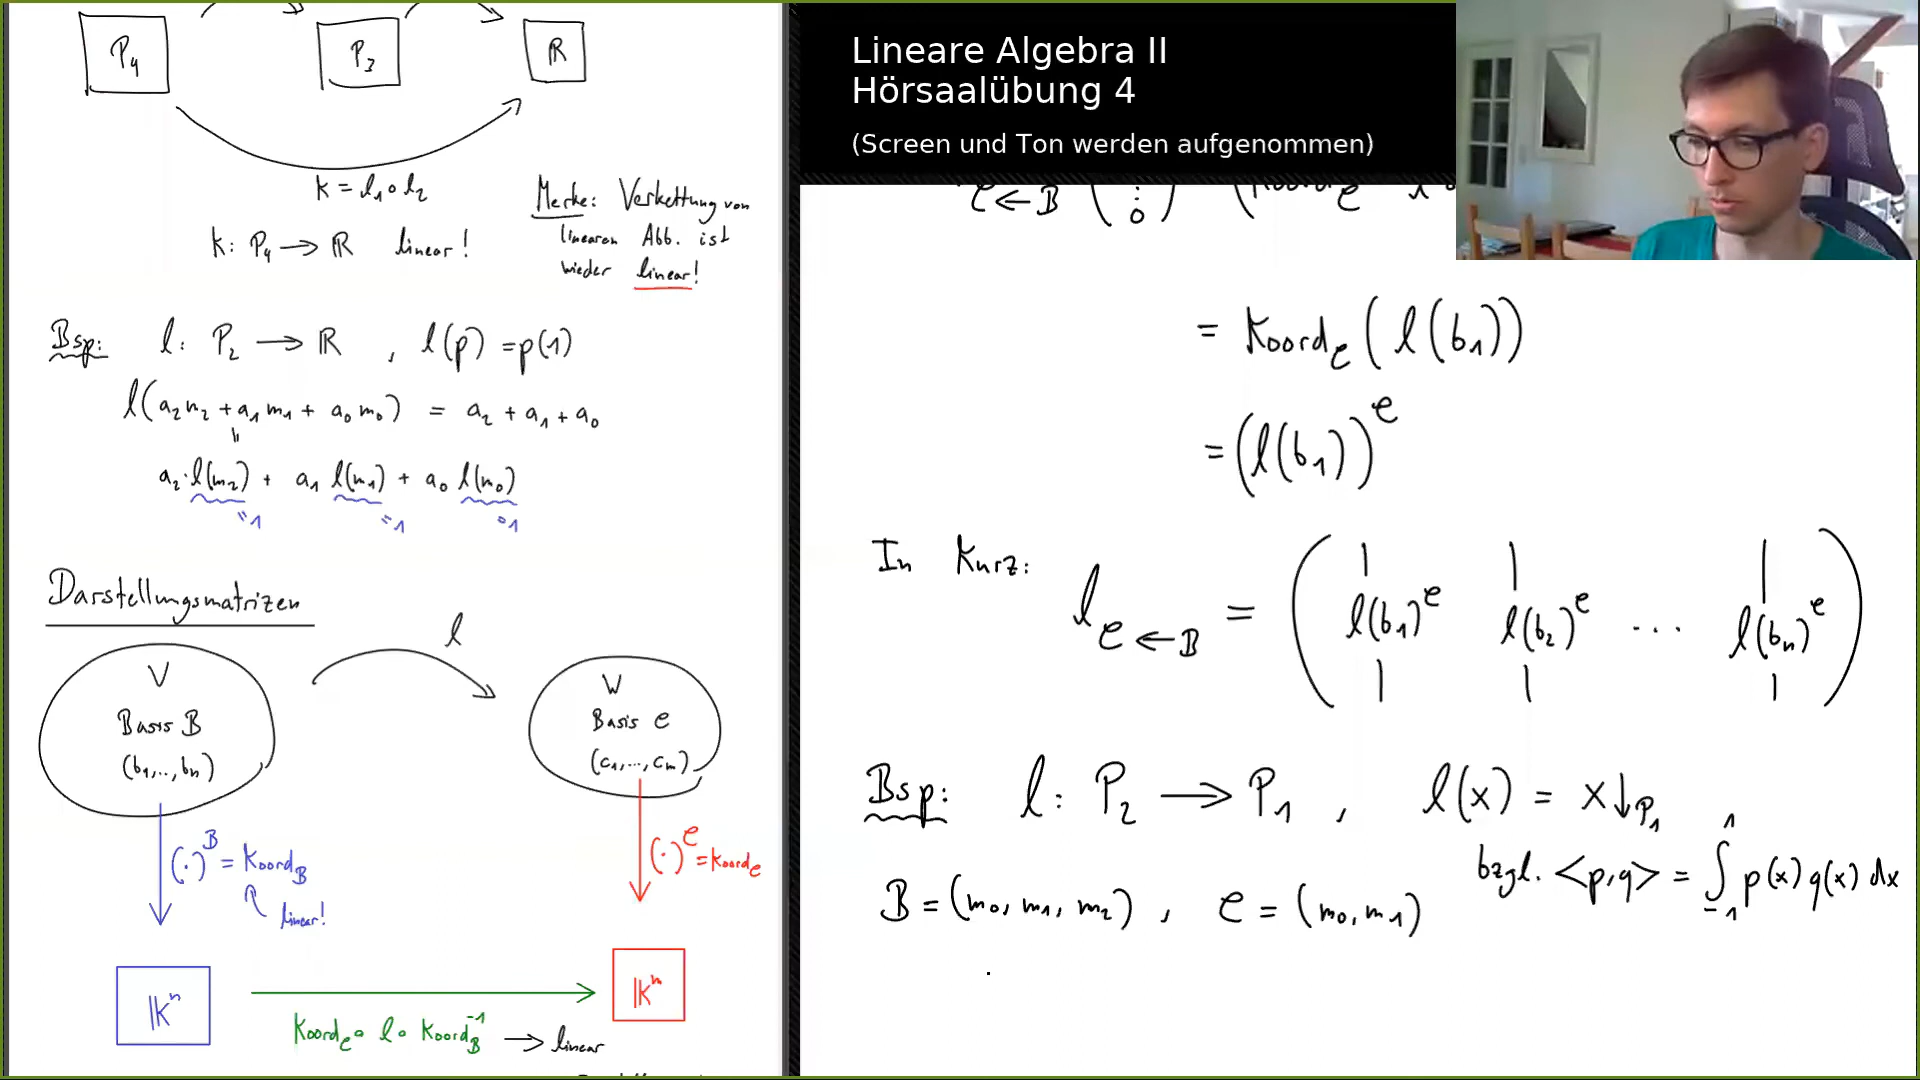 P₄ P₃ ℝ
k = l₁∘l₂
k: P₄ → ℝ linear!
Merke: Verkettung von
linearen Abb. ist
wieder linear!
Bsp: l: P₂ → ℝ , l(p) = p(1)
l(a₂m₂ + a₁m₁ + a₀m₀) = a₂ + a₁ + a₀
a₂·l(m₂) + a₁ l(m₁) + a₀ l(m₀)
=1 =1 =1
Darstellungsmatrizen
l
V
Basis B
(b₁,..,bₙ)
W
Basis C
(c₁,...,cₘ)
(·)^B = Koord_B
linear!
(·)^C = Koord_C
𝕂ⁿ
𝕂ᵐ
Koord_C ∘ l ∘ Koord_B⁻¹ → linear
Lineare Algebra II
Hörsaalübung 4
(Screen und Ton werden aufgenommen)
= Koord_C ( l(b₁))
= (l(b₁))^C
In Kurz: l_{C←B} = ( l(b₁)^C l(b₂)^C ... l(bₙ)^C )
Bsp: l: P₂ → P₁ , l(x) = x↓_{P₁}
bzgl. <p,q> = ∫₋₁¹ p(x) q(x) dx
B = (m₀, m₁, m₂) , C = (m₀, m₁)